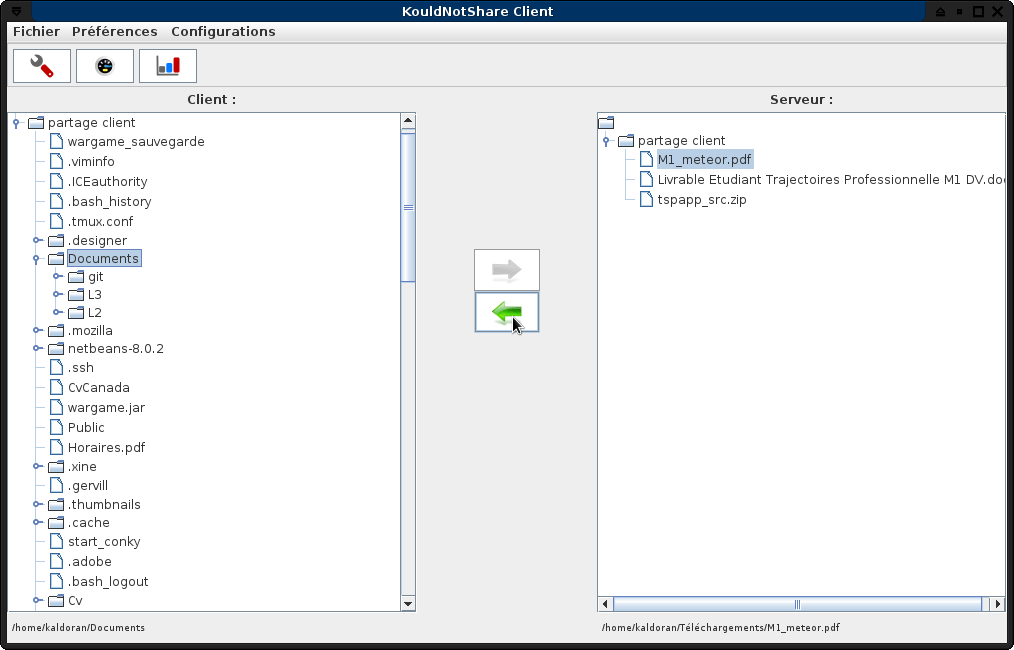 KouldNotShare Client
Fichier Préférences Configurations
Client :
partage client
wargame_sauvegarde
.viminfo
.ICEauthority
.bash_history
.tmux.conf
.designer
Documents
git
L3
L2
.mozilla
netbeans-8.0.2
.ssh
CvCanada
wargame.jar
Public
Horaires.pdf
.xine
.gervill
.thumbnails
.cache
start_conky
.adobe
.bash_logout
Cv
/home/kaldoran/Documents
Serveur :
partage client
M1_meteor.pdf
Livrable Etudiant Trajectoires Professionnelle M1 DV.do
tspapp_src.zip
/home/kaldoran/Téléchargements/M1_meteor.pdf